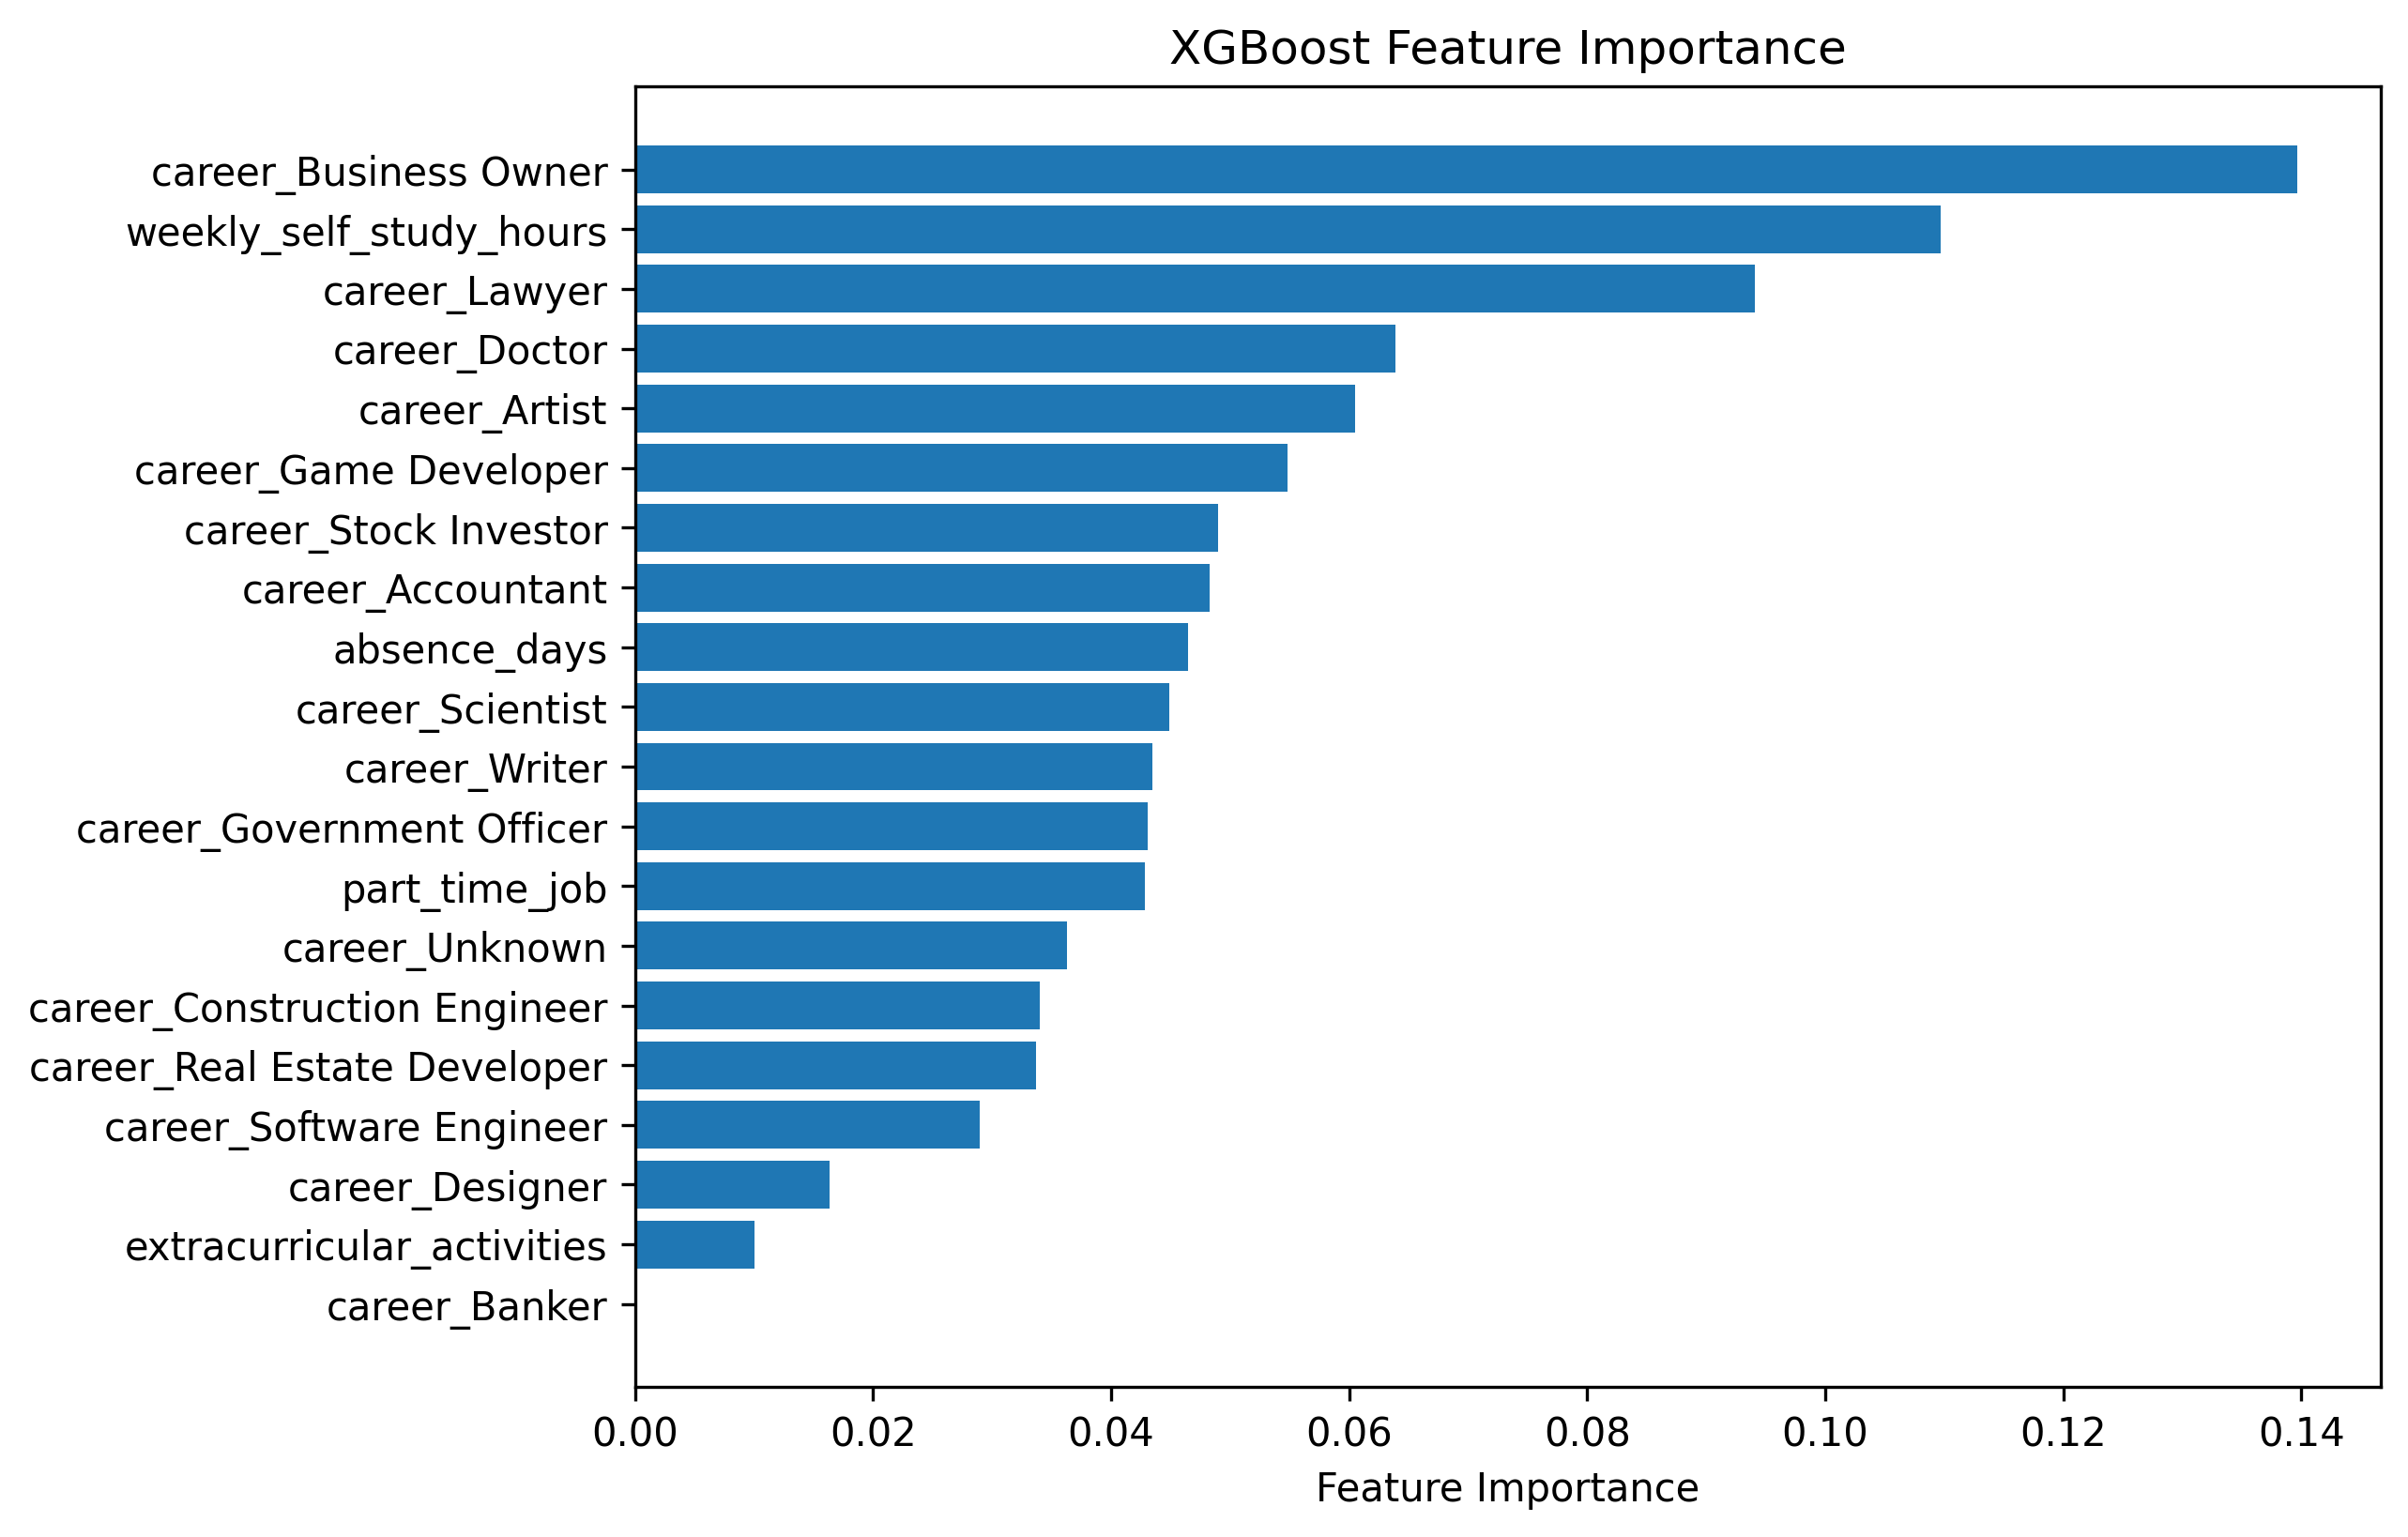 XGBoost Feature Importance
career_Business Owner
weekly_self_study_hours
career_Lawyer
career_Doctor
career_Artist
career_Game Developer
career_Stock Investor
career_Accountant
absence_days
career_Scientist
career_Writer
career_Government Officer
part_time_job
career_Unknown
career_Construction Engineer
career_Real Estate Developer
career_Software Engineer
career_Designer
extracurricular_activities
career_Banker
0.00 0.02 0.04 0.06 0.08 0.10 0.12 0.14
Feature Importance